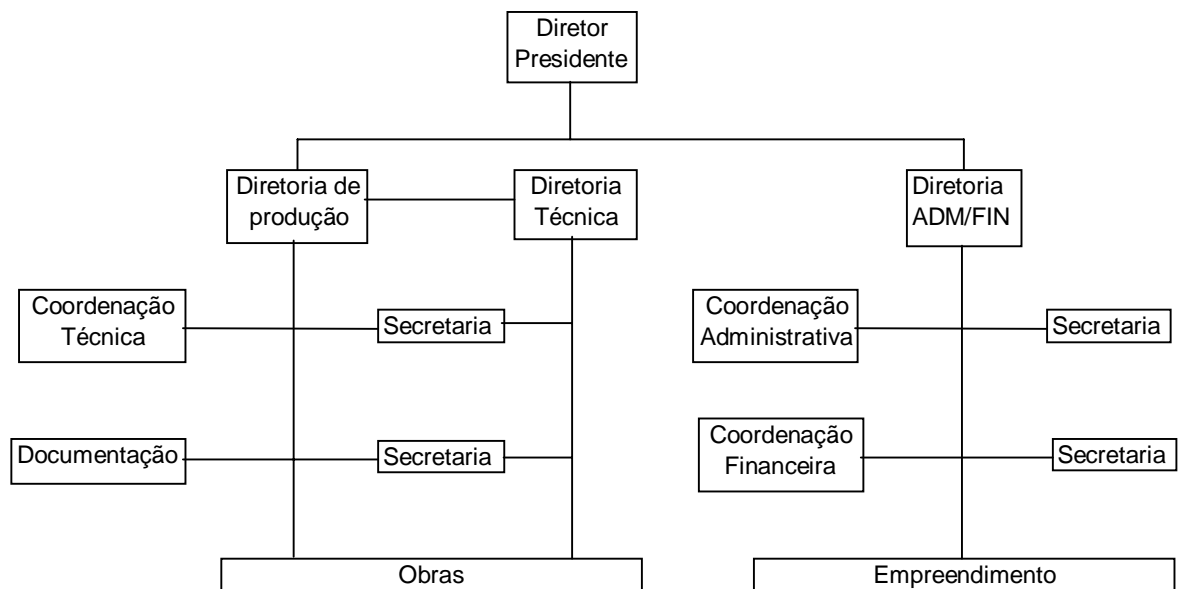 Diretor
Presidente
Diretoria de
produção
Diretoria
Técnica
Diretoria
ADM/FIN
Coordenação
Técnica
Secretaria
Coordenação
Administrativa
Secretaria
Documentação
Secretaria
Coordenação
Financeira
Secretaria
Obras
Empreendimento